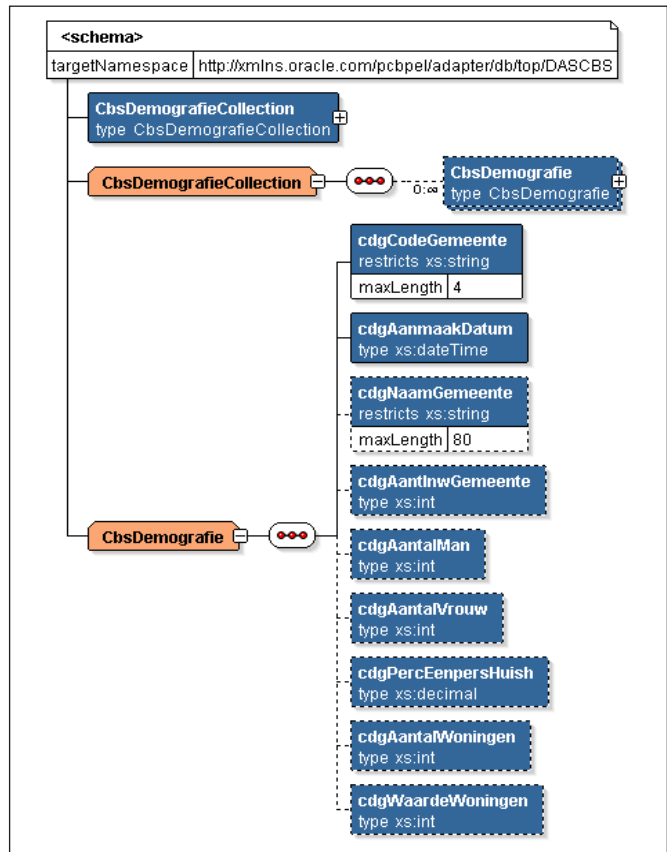 <schema>
targetNamespace http://xmlns.oracle.com/pcbpel/adapter/db/top/DASCBS
CbsDemografieCollection
type CbsDemografieCollection
CbsDemografieCollection
0:∞
CbsDemografie
type CbsDemografie
cdgCodeGemeente
restricts xs:string
maxLength 4
cdgAanmaakDatum
type xs:dateTime
cdgNaamGemeente
restricts xs:string
maxLength 80
cdgAantInwGemeente
type xs:int
CbsDemografie
cdgAantalMan
type xs:int
cdgAantalVrouw
type xs:int
cdgPercEenpersHuish
type xs:decimal
cdgAantalWoningen
type xs:int
cdgWaardeWoningen
type xs:int